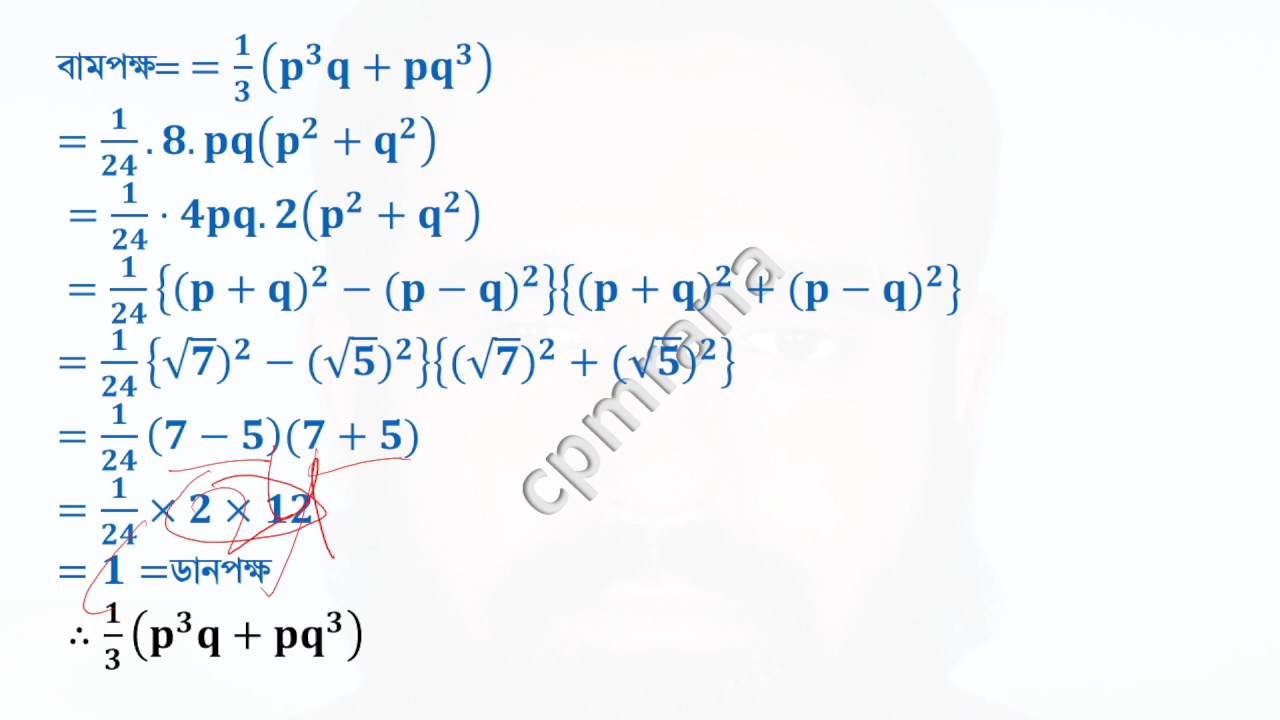 বামপক্ষ= = 1/3 (p³q + pq³)
= 1/24 . 8. pq(p² + q²)
= 1/24 · 4pq. 2(p² + q²)
= 1/24 {(p + q)² − (p − q)²}{(p + q)² + (p − q)²}
= 1/24 {√7)² − (√5)²}{(√7)² + (√5)²}
= 1/24 (7 − 5)(7 + 5)
= 1/24 × 2 × 12
= 1 =ডানপক্ষ
∴ 1/3 (p³q + pq³)
cpmrana